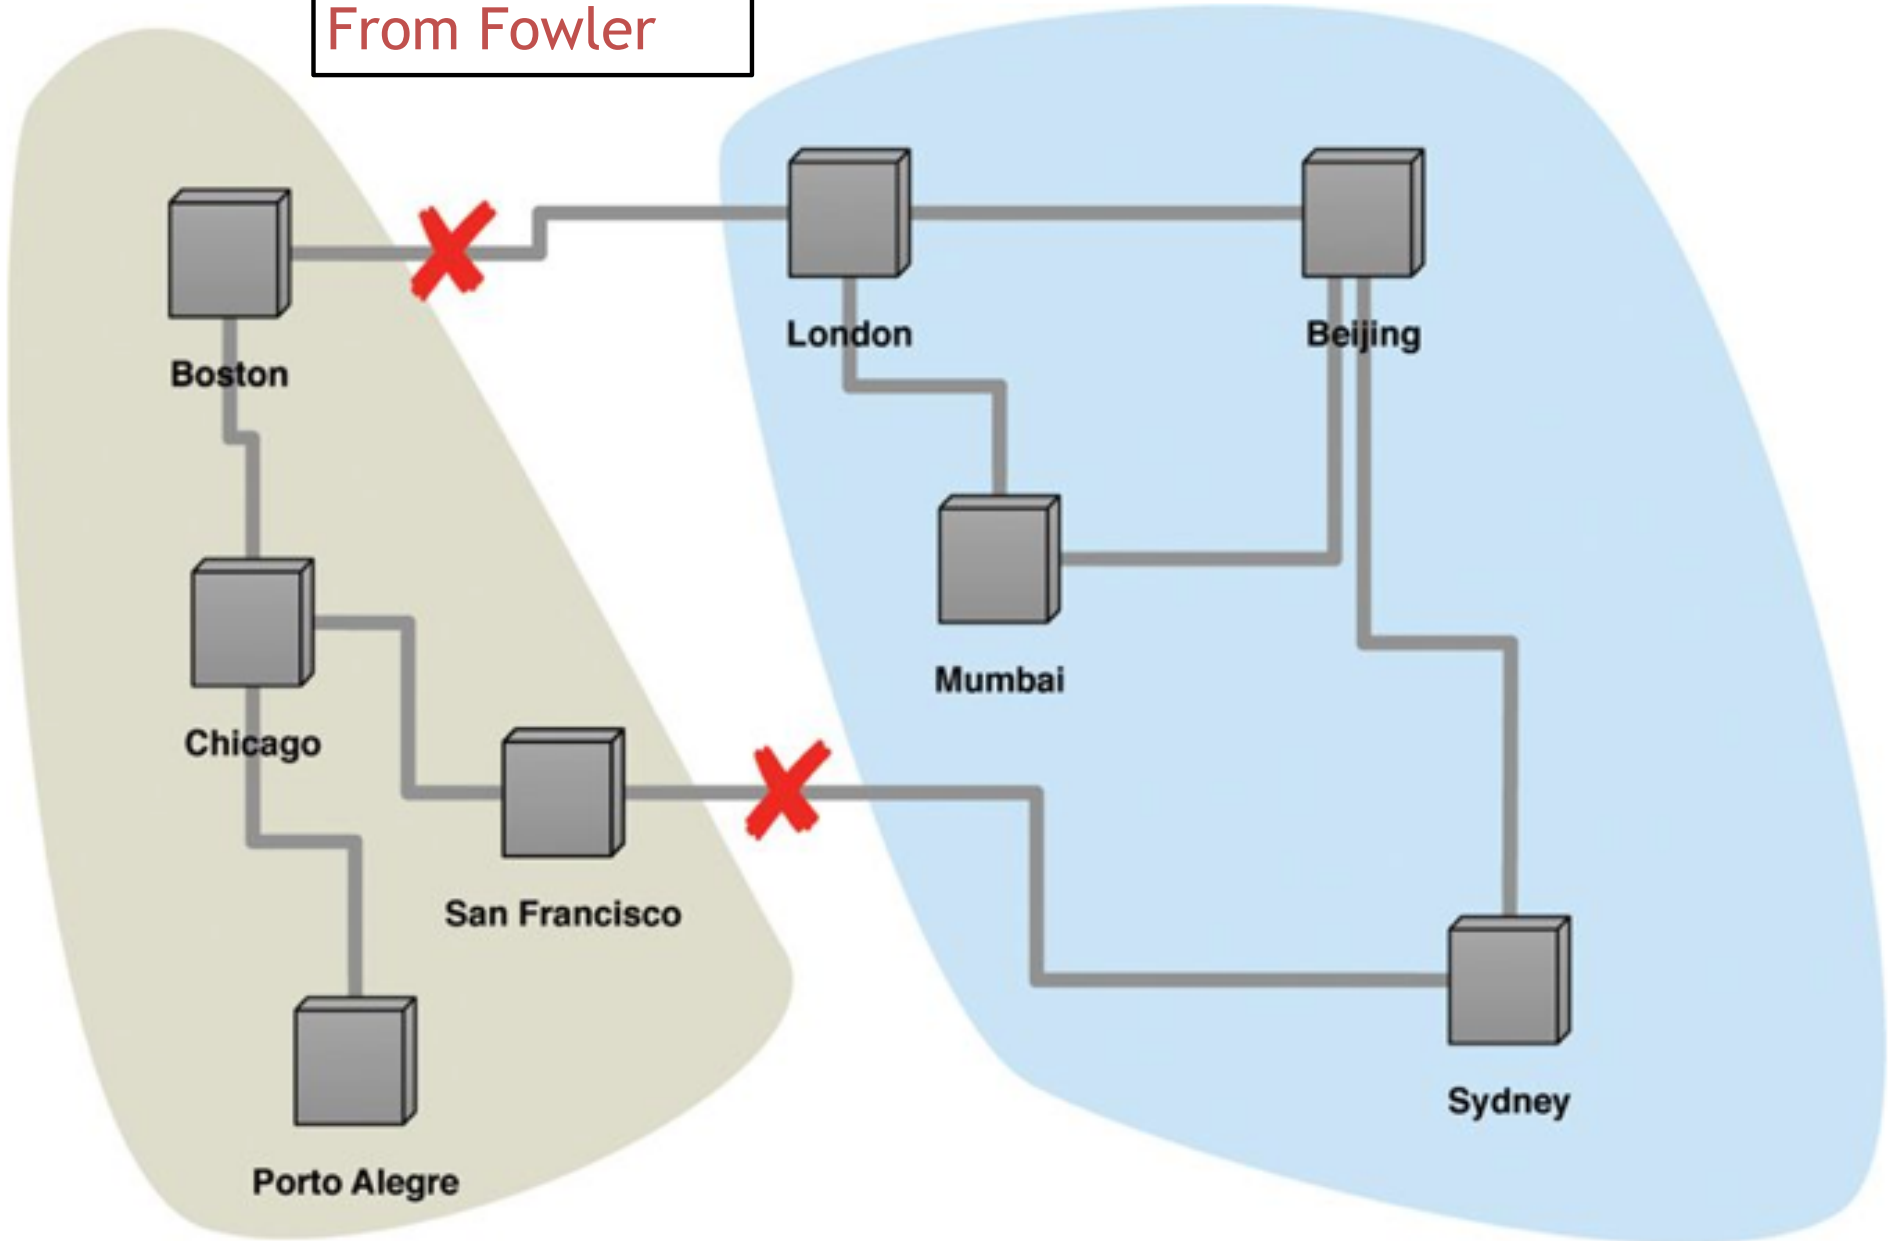 From Fowler
London
Beijing
Boston
Mumbai
Chicago
San Francisco
Sydney
Porto Alegre